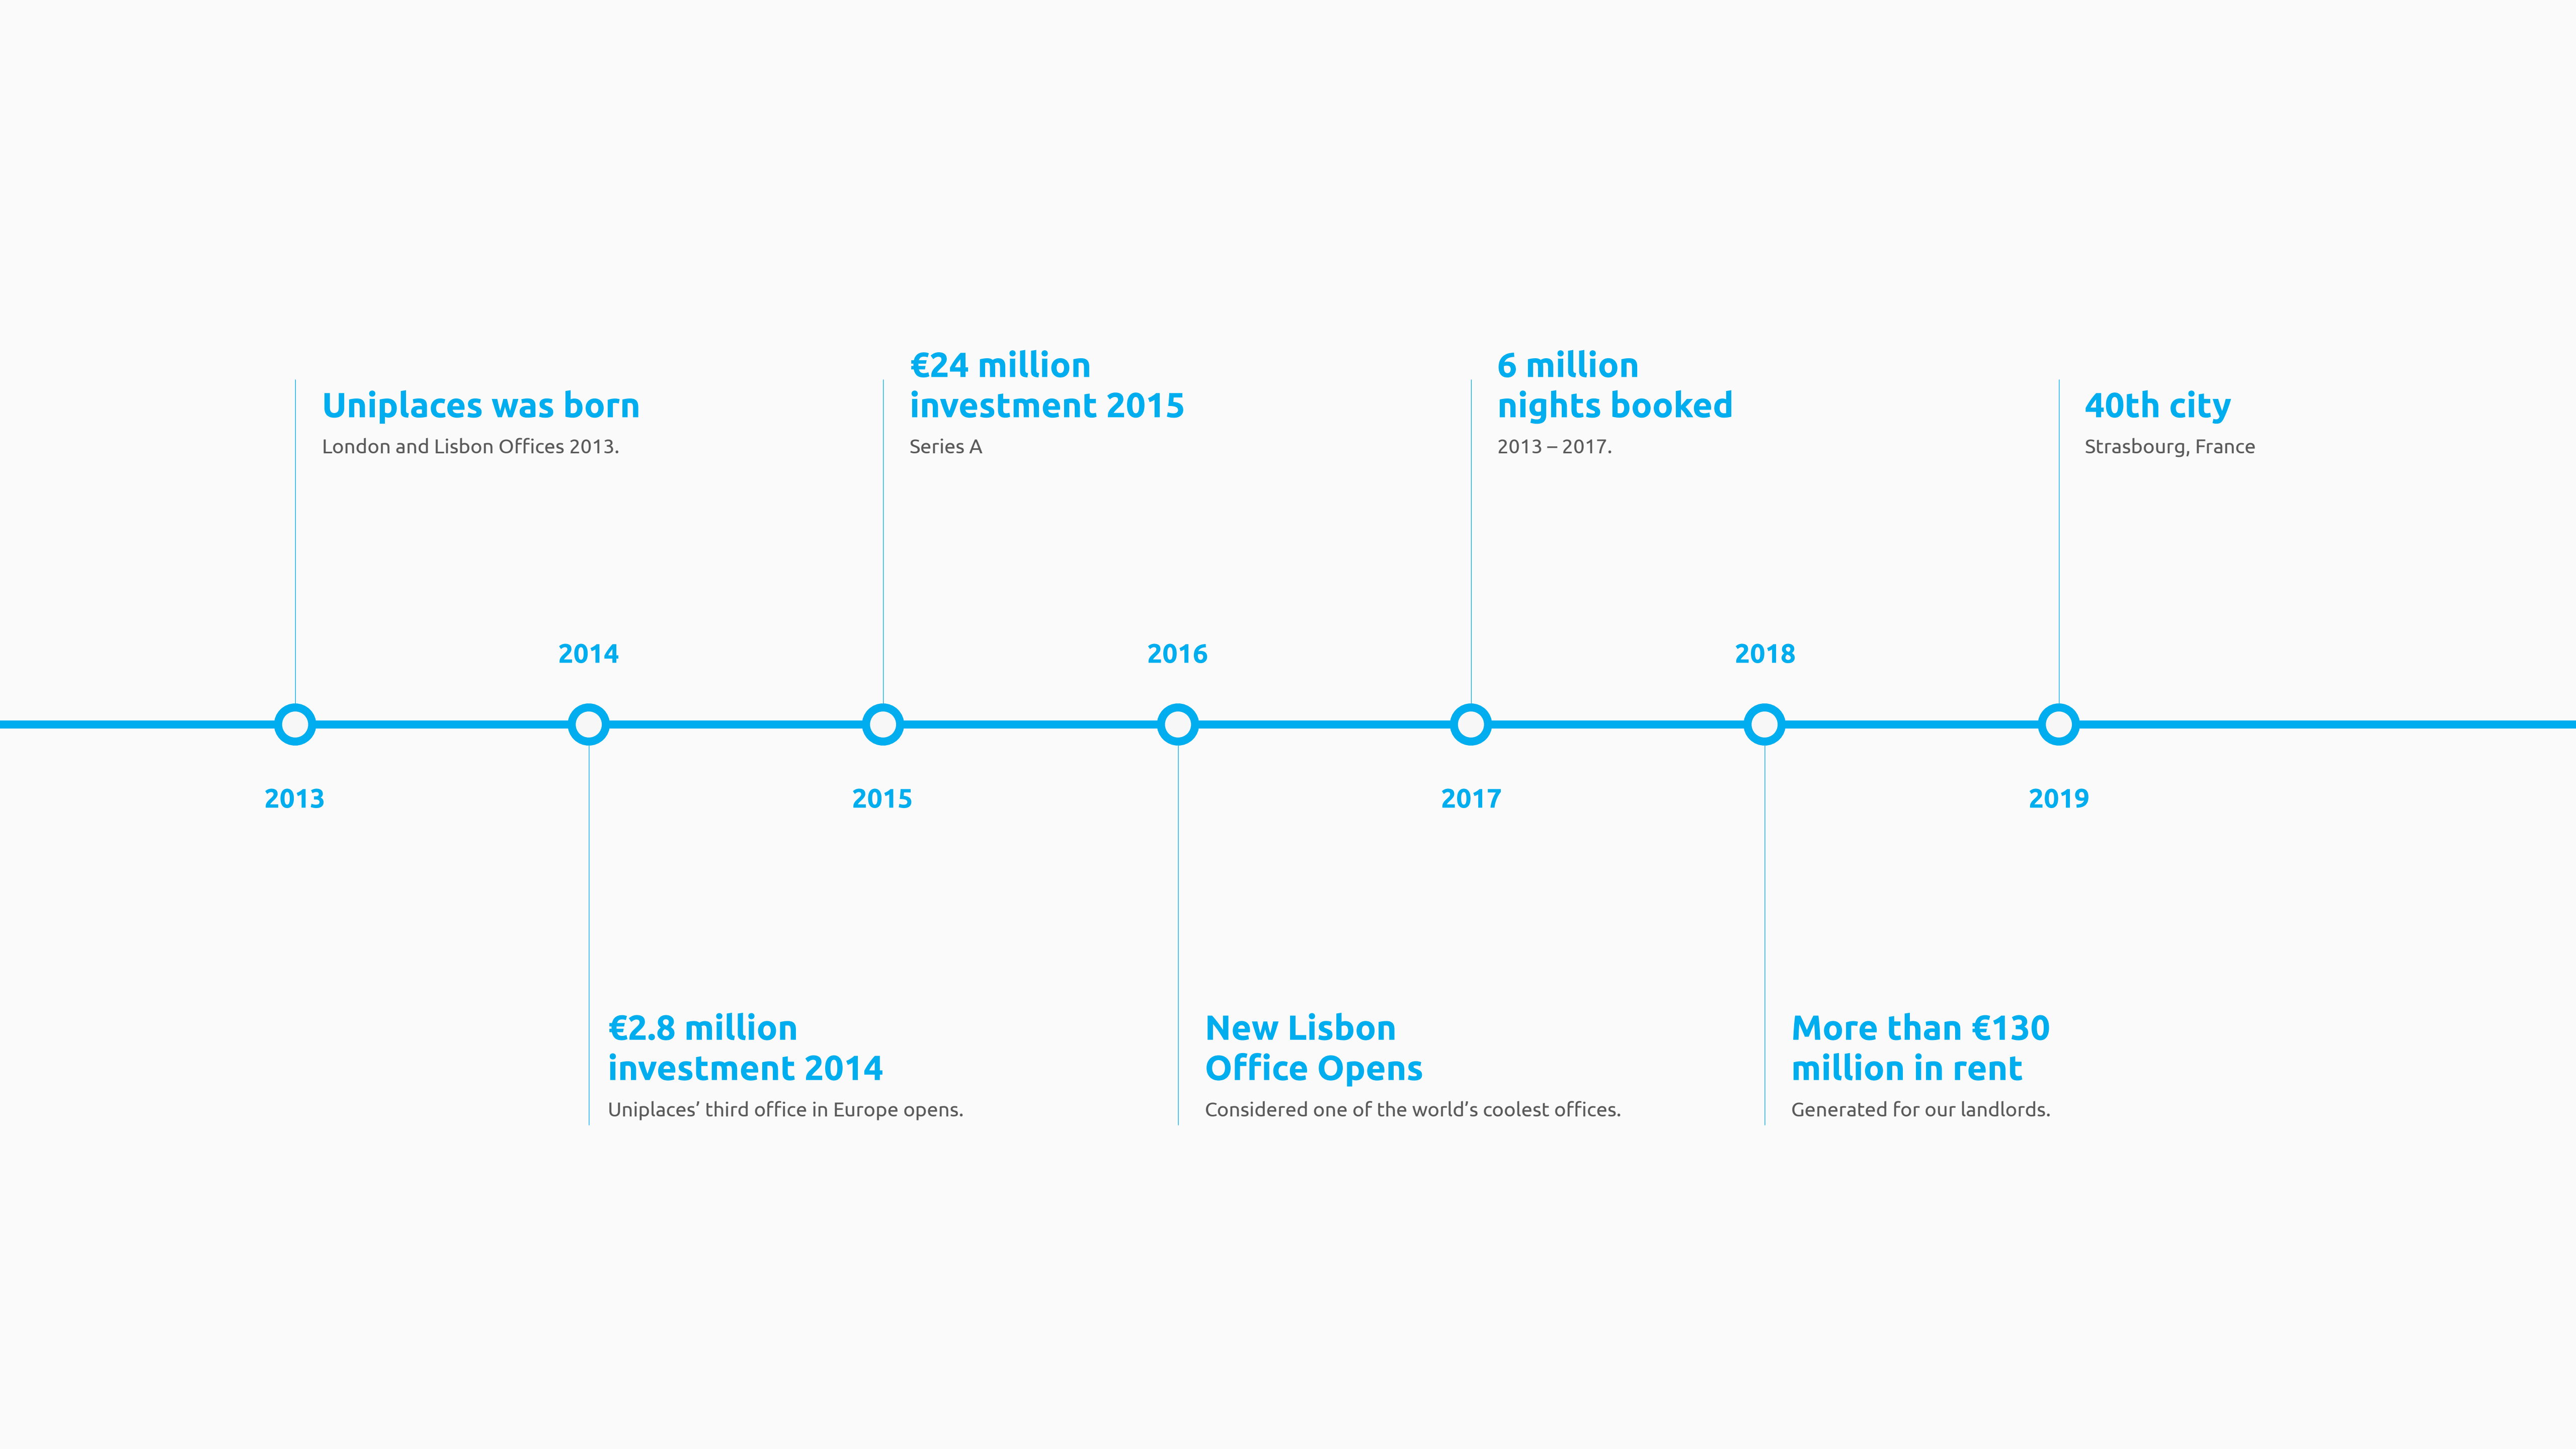 Uniplaces was born
London and Lisbon Offices 2013.
€24 million
investment 2015
Series A
6 million
nights booked
2013 – 2017.
40th city
Strasbourg, France
2014
2016
2018
2013
2015
2017
2019
€2.8 million
investment 2014
Uniplaces’ third office in Europe opens.
New Lisbon
Office Opens
Considered one of the world’s coolest offices.
More than €130
million in rent
Generated for our landlords.